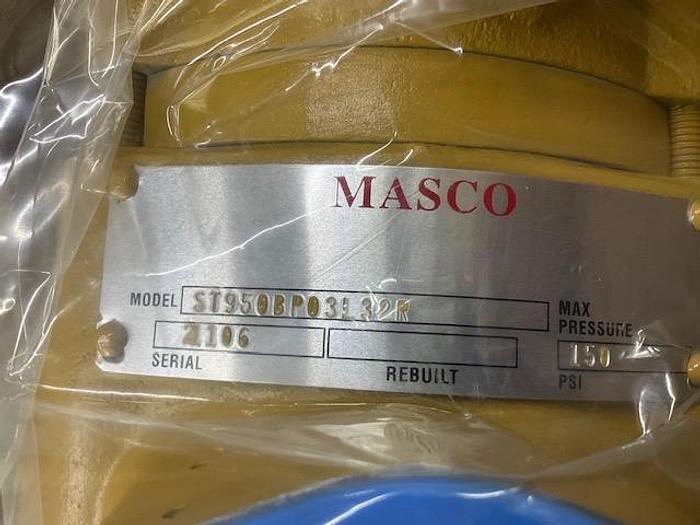 MASCO
MODEL ST950BP03L32R
MAX PRESSURE
2106
150
SERIAL
REBUILT
PSI